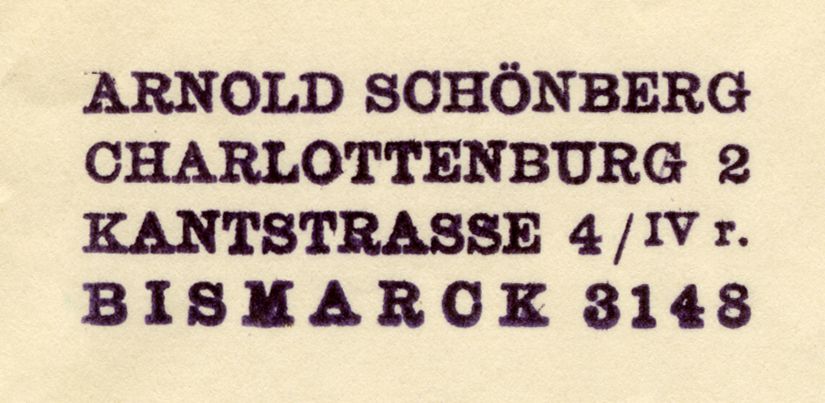 ARNOLD SCHÖNBERG
CHARLOTTENBURG 2
KANTSTRASSE 4 / IV r.
BISMARCK 3148